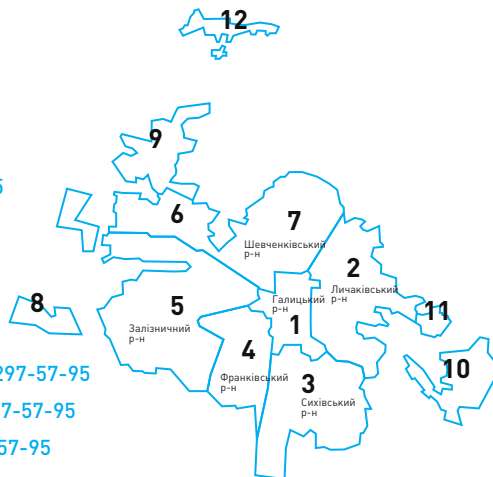 12
9
5
6
7
Шевченківський
р-н
2
Личаківський
р-н
8
5
Залізничний
р-н
Галицький
р-н
1
11
4
Франківський
р-н
3
Сихівський
р-н
10
297-57-95
7-57-95
57-95